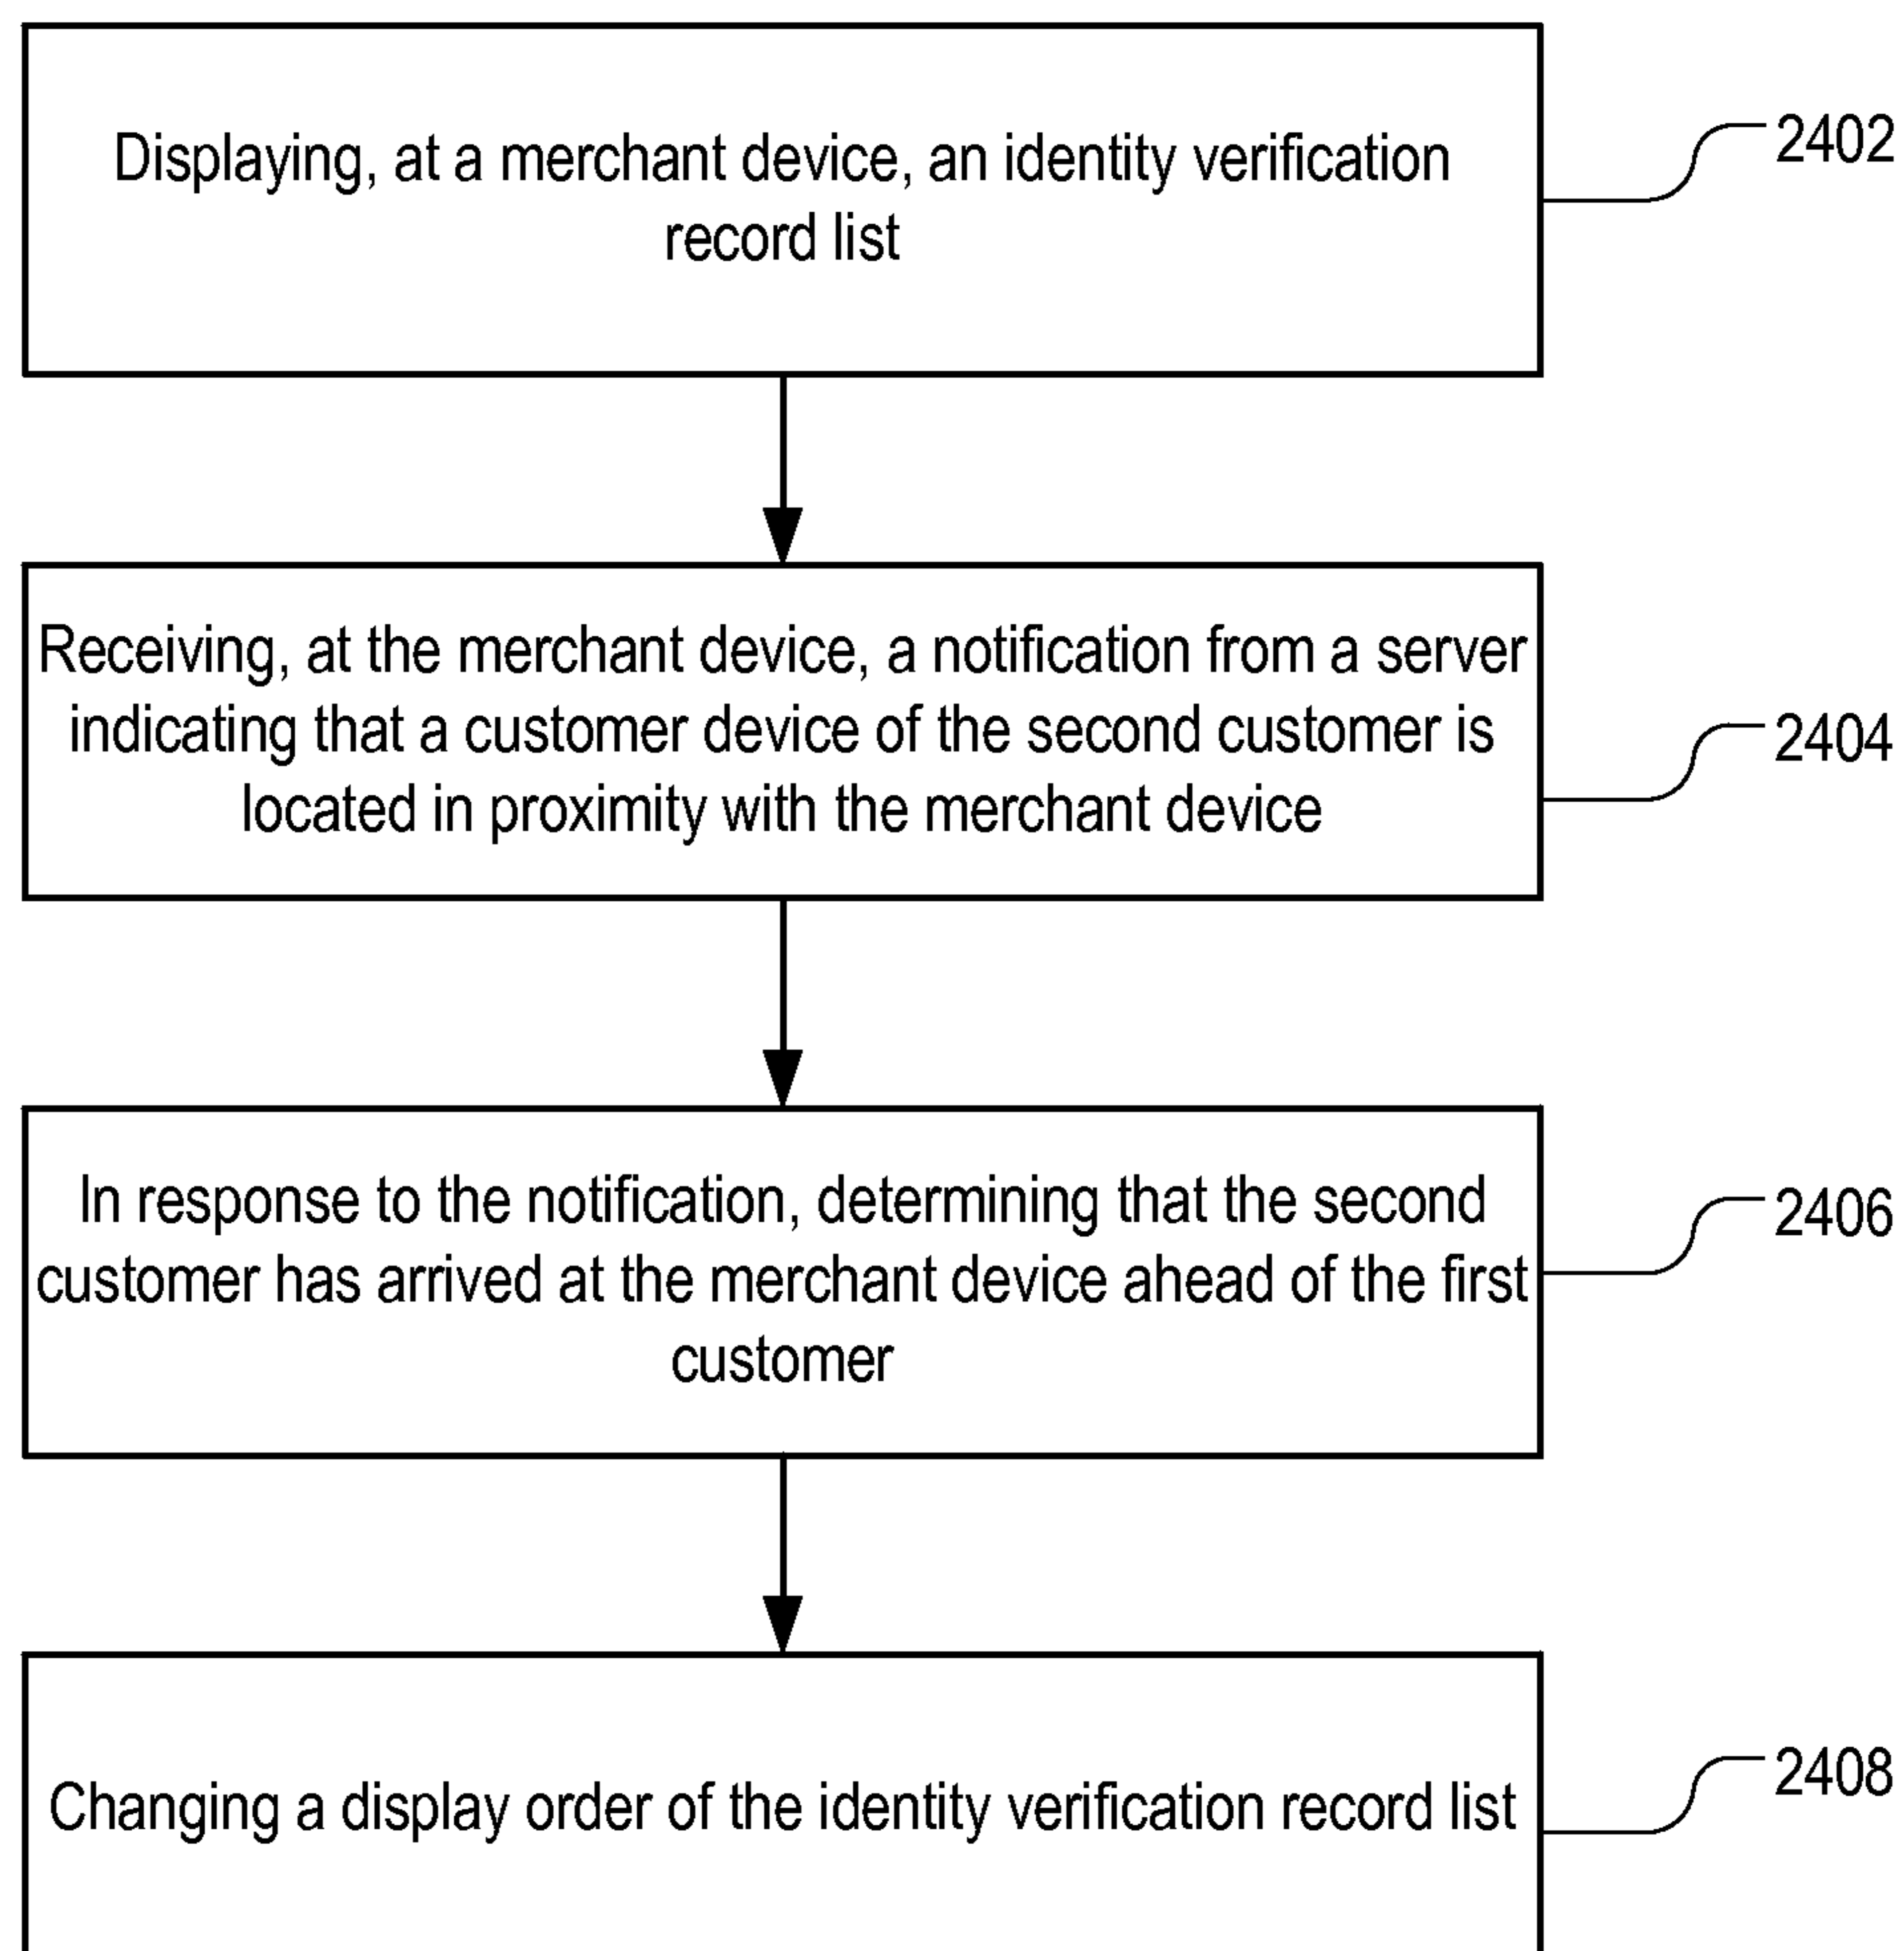 Displaying, at a merchant device, an identity verification
record list
2402
Receiving, at the merchant device, a notification from a server
indicating that a customer device of the second customer is
located in proximity with the merchant device
2404
In response to the notification, determining that the second
customer has arrived at the merchant device ahead of the first
customer
2406
Changing a display order of the identity verification record list
2408